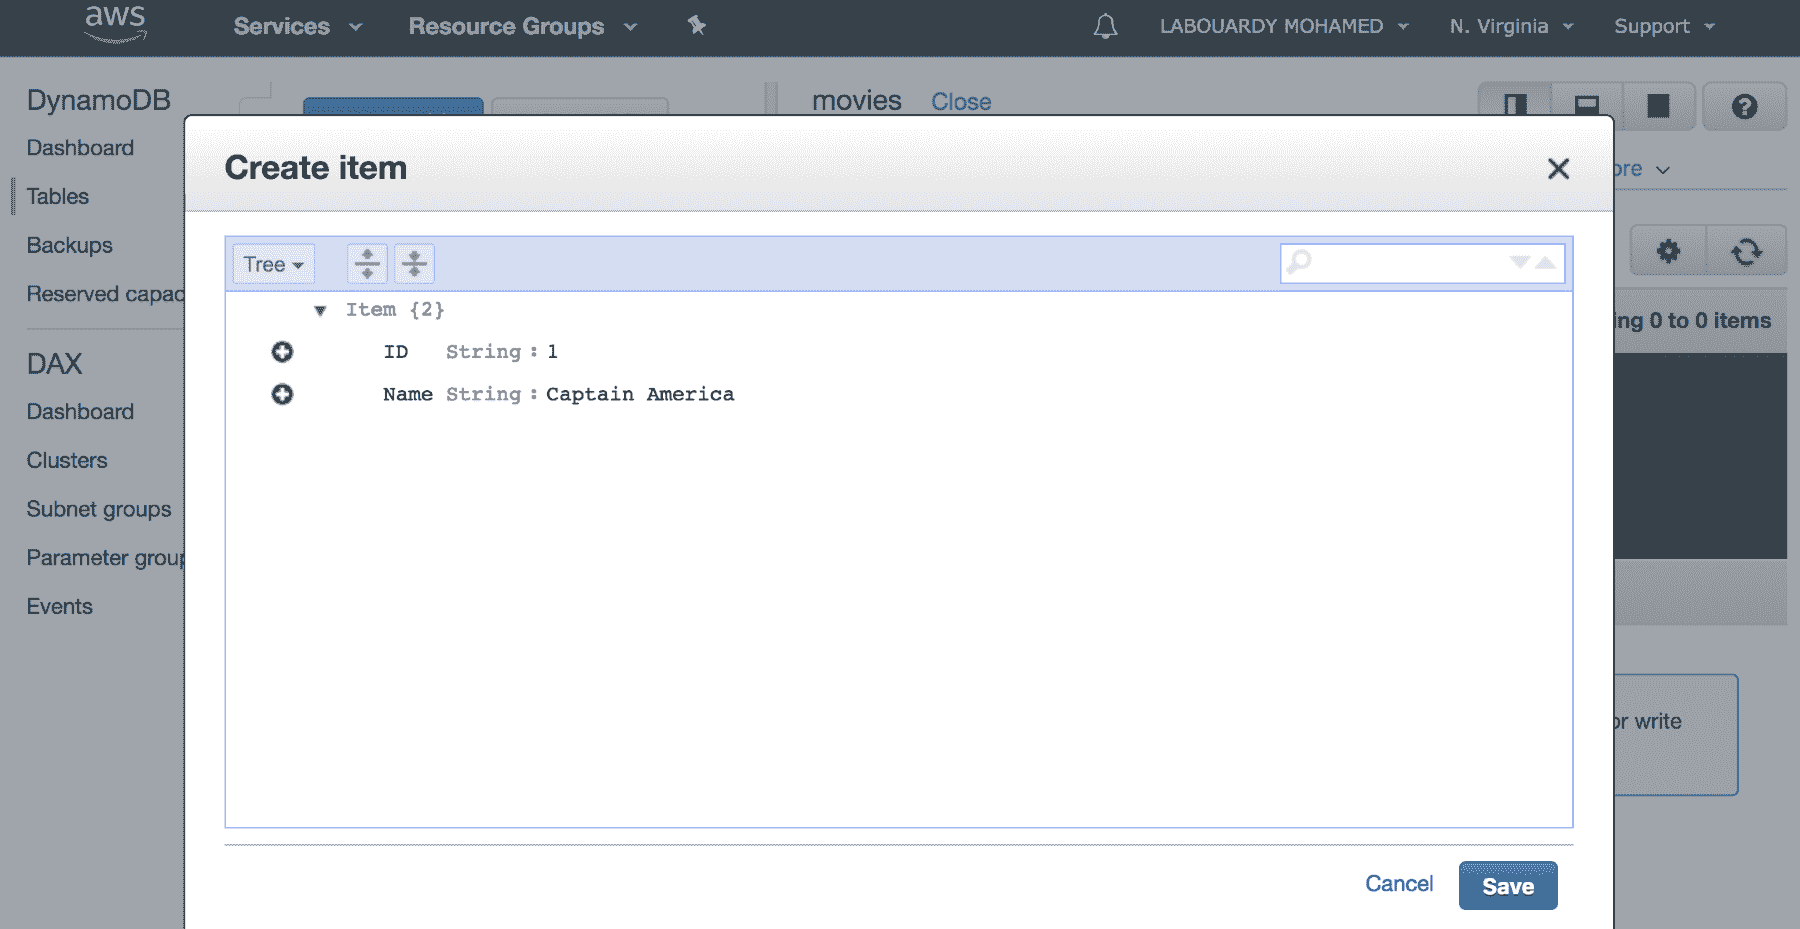 aws Services Resource Groups LABOUARDY MOHAMED N. Virginia Support
DynamoDB
Dashboard
Tables
Backups
Reserved capac
DAX
Dashboard
Clusters
Subnet groups
Parameter group
Events
movies Close
ore
ing 0 to 0 items
or write
Create item
Tree
Item {2}
ID String : 1
Name String : Captain America
Cancel Save